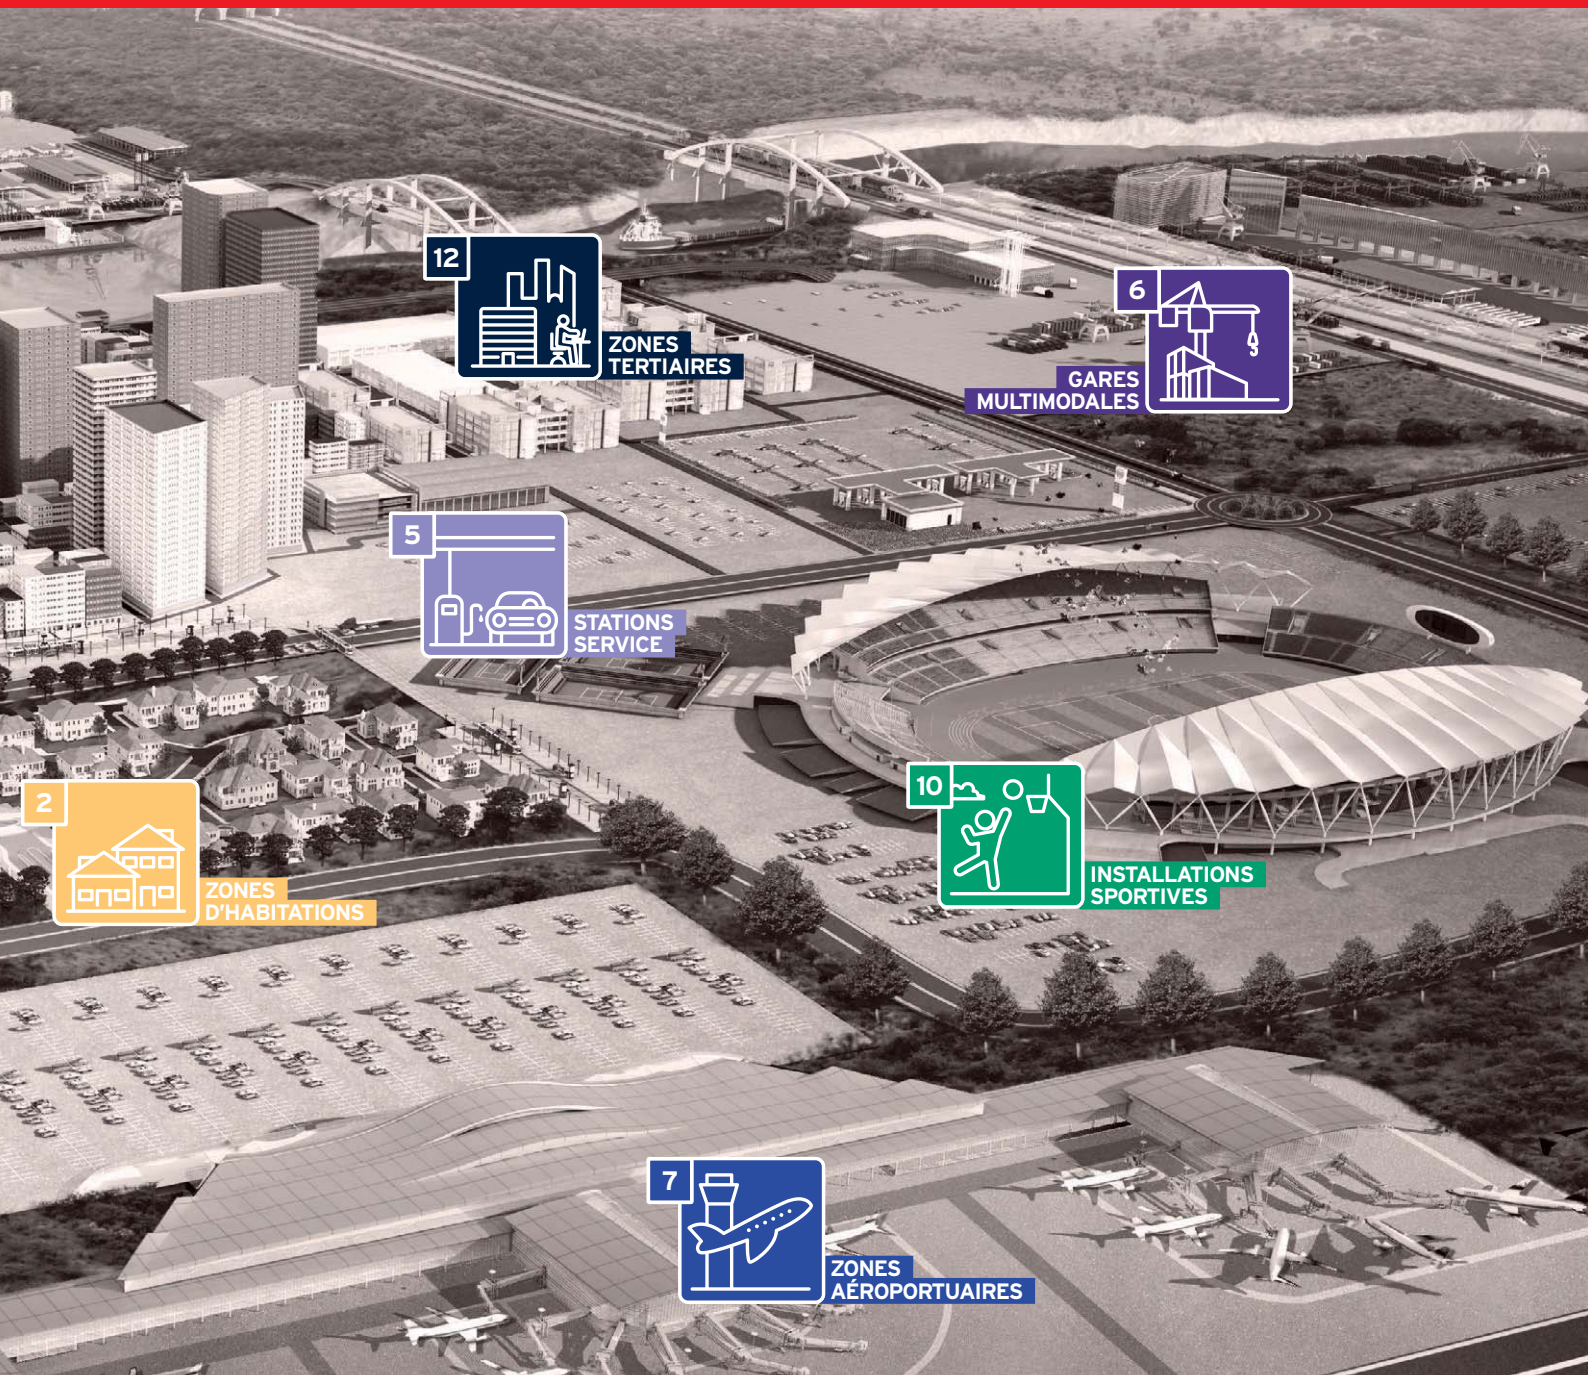 12
ZONES
TERTIAIRES
6
GARES
MULTIMODALES
5
STATIONS
SERVICE
2
ZONES
D'HABITATIONS
10
INSTALLATIONS
SPORTIVES
7
ZONES
AÉROPORTUAIRES